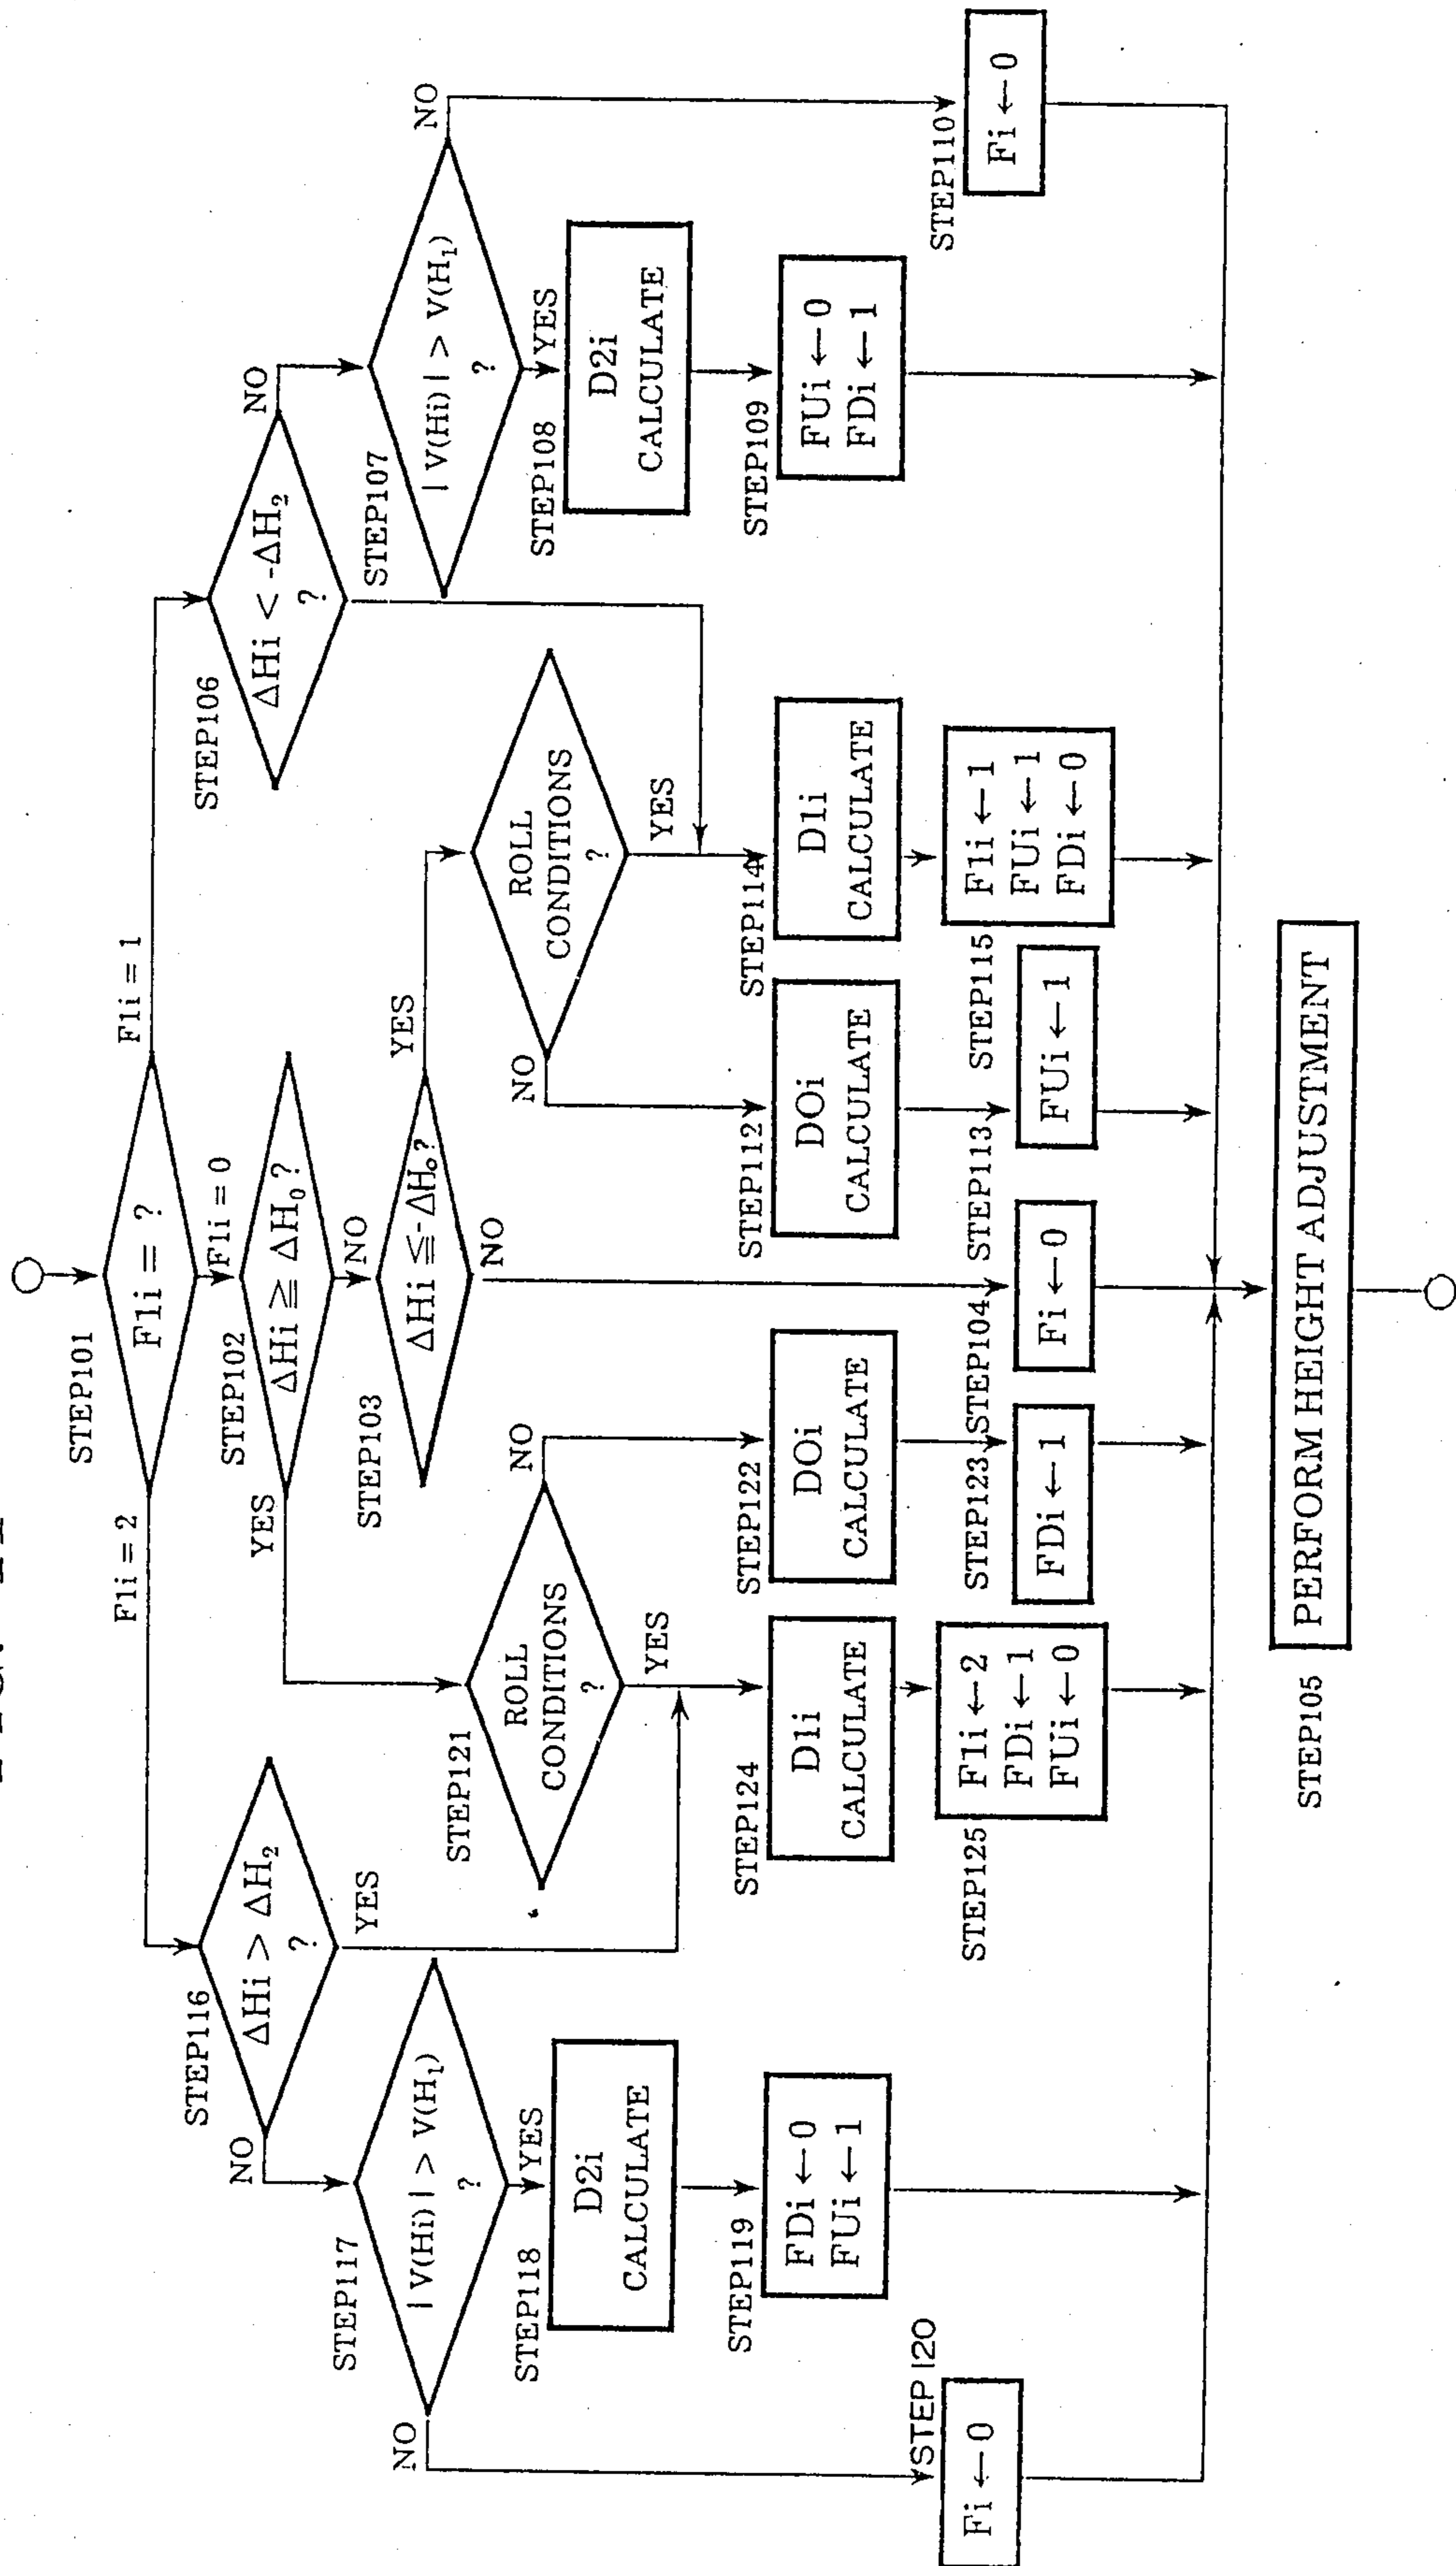 STEP101
F1i = ?
F1i = 2
F1i = 0
F1i = 1
STEP116
ΔHi > ΔH₂
?
NO
YES
STEP102
ΔHi ≧ ΔH₀ ?
YES
NO
STEP106
ΔHi < -ΔH₂
?
NO
STEP117
| V(Hi) | > V(H₁)
?
NO
YES
STEP103
ΔHi ≦ -ΔH₀?
YES
NO
STEP107
| V(Hi) | > V(H₁)
?
NO
YES
STEP121
ROLL
CONDITIONS
?
NO
YES
ROLL
CONDITIONS
?
NO
YES
STEP118
D2i
CALCULATE
STEP108
D2i
CALCULATE
STEP124
D1i
CALCULATE
STEP122
DOi
CALCULATE
STEP112
DOi
CALCULATE
STEP114
D1i
CALCULATE
STEP119
FDi ← 0
FUi ← 1
STEP109
FUi ← 0
FDi ← 1
STEP 120
Fi ← 0
STEP125
F1i ← 2
FDi ← 1
FUi ← 0
STEP123
FDi ← 1
STEP104
Fi ← 0
STEP113
FUi ← 1
STEP115
F1i ← 1
FUi ← 1
FDi ← 0
STEP110
Fi ← 0
STEP105
PERFORM HEIGHT ADJUSTMENT